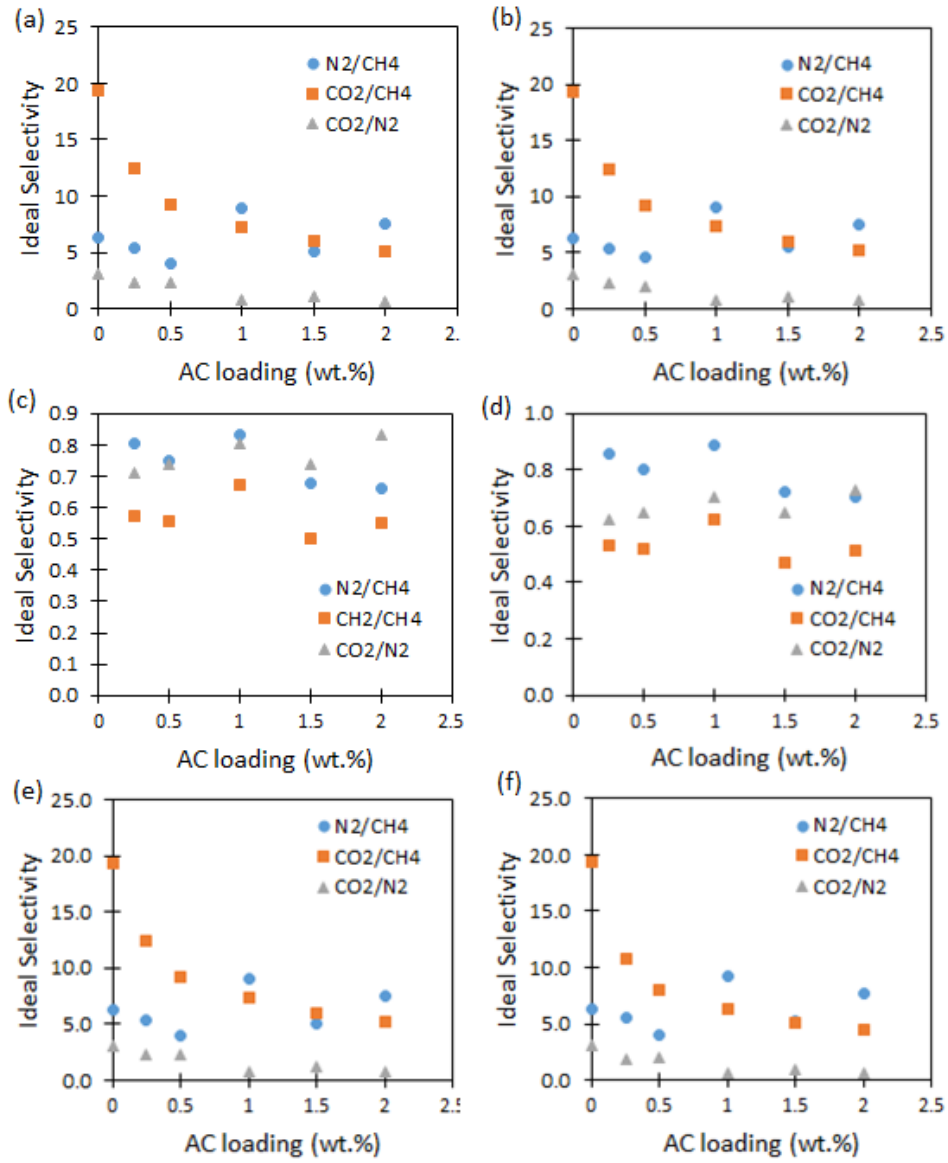 (a)
25
20
15
10
5
0
Ideal Selectivity
N2/CH4
CO2/CH4
CO2/N2
0 0.5 1 1.5 2 2.
AC loading (wt.%)
(b)
25
20
15
10
5
0
Ideal Selectivity
N2/CH4
CO2/CH4
CO2/N2
0 0.5 1 1.5 2 2.5
AC loading (wt.%)
(c)
0.9
0.8
0.7
0.6
0.5
0.4
0.3
0.2
0.1
0.0
Ideal Selectivity
N2/CH4
CH2/CH4
CO2/N2
0 0.5 1 1.5 2 2.5
AC loading (wt.%)
(d)
1.0
0.8
0.6
0.4
0.2
0.0
Ideal Selectivity
N2/CH4
CO2/CH4
CO2/N2
0 0.5 1 1.5 2 2.5
AC loading (wt.%)
(e)
25.0
20.0
15.0
10.0
5.0
0.0
Ideal Selectivity
N2/CH4
CO2/CH4
CO2/N2
0 0.5 1 1.5 2 2.5
AC loading (wt.%)
(f)
25.0
20.0
15.0
10.0
5.0
0.0
Ideal Selectivity
N2/CH4
CO2/CH4
CO2/N2
0 0.5 1 1.5 2 2.5
AC loading (wt.%)